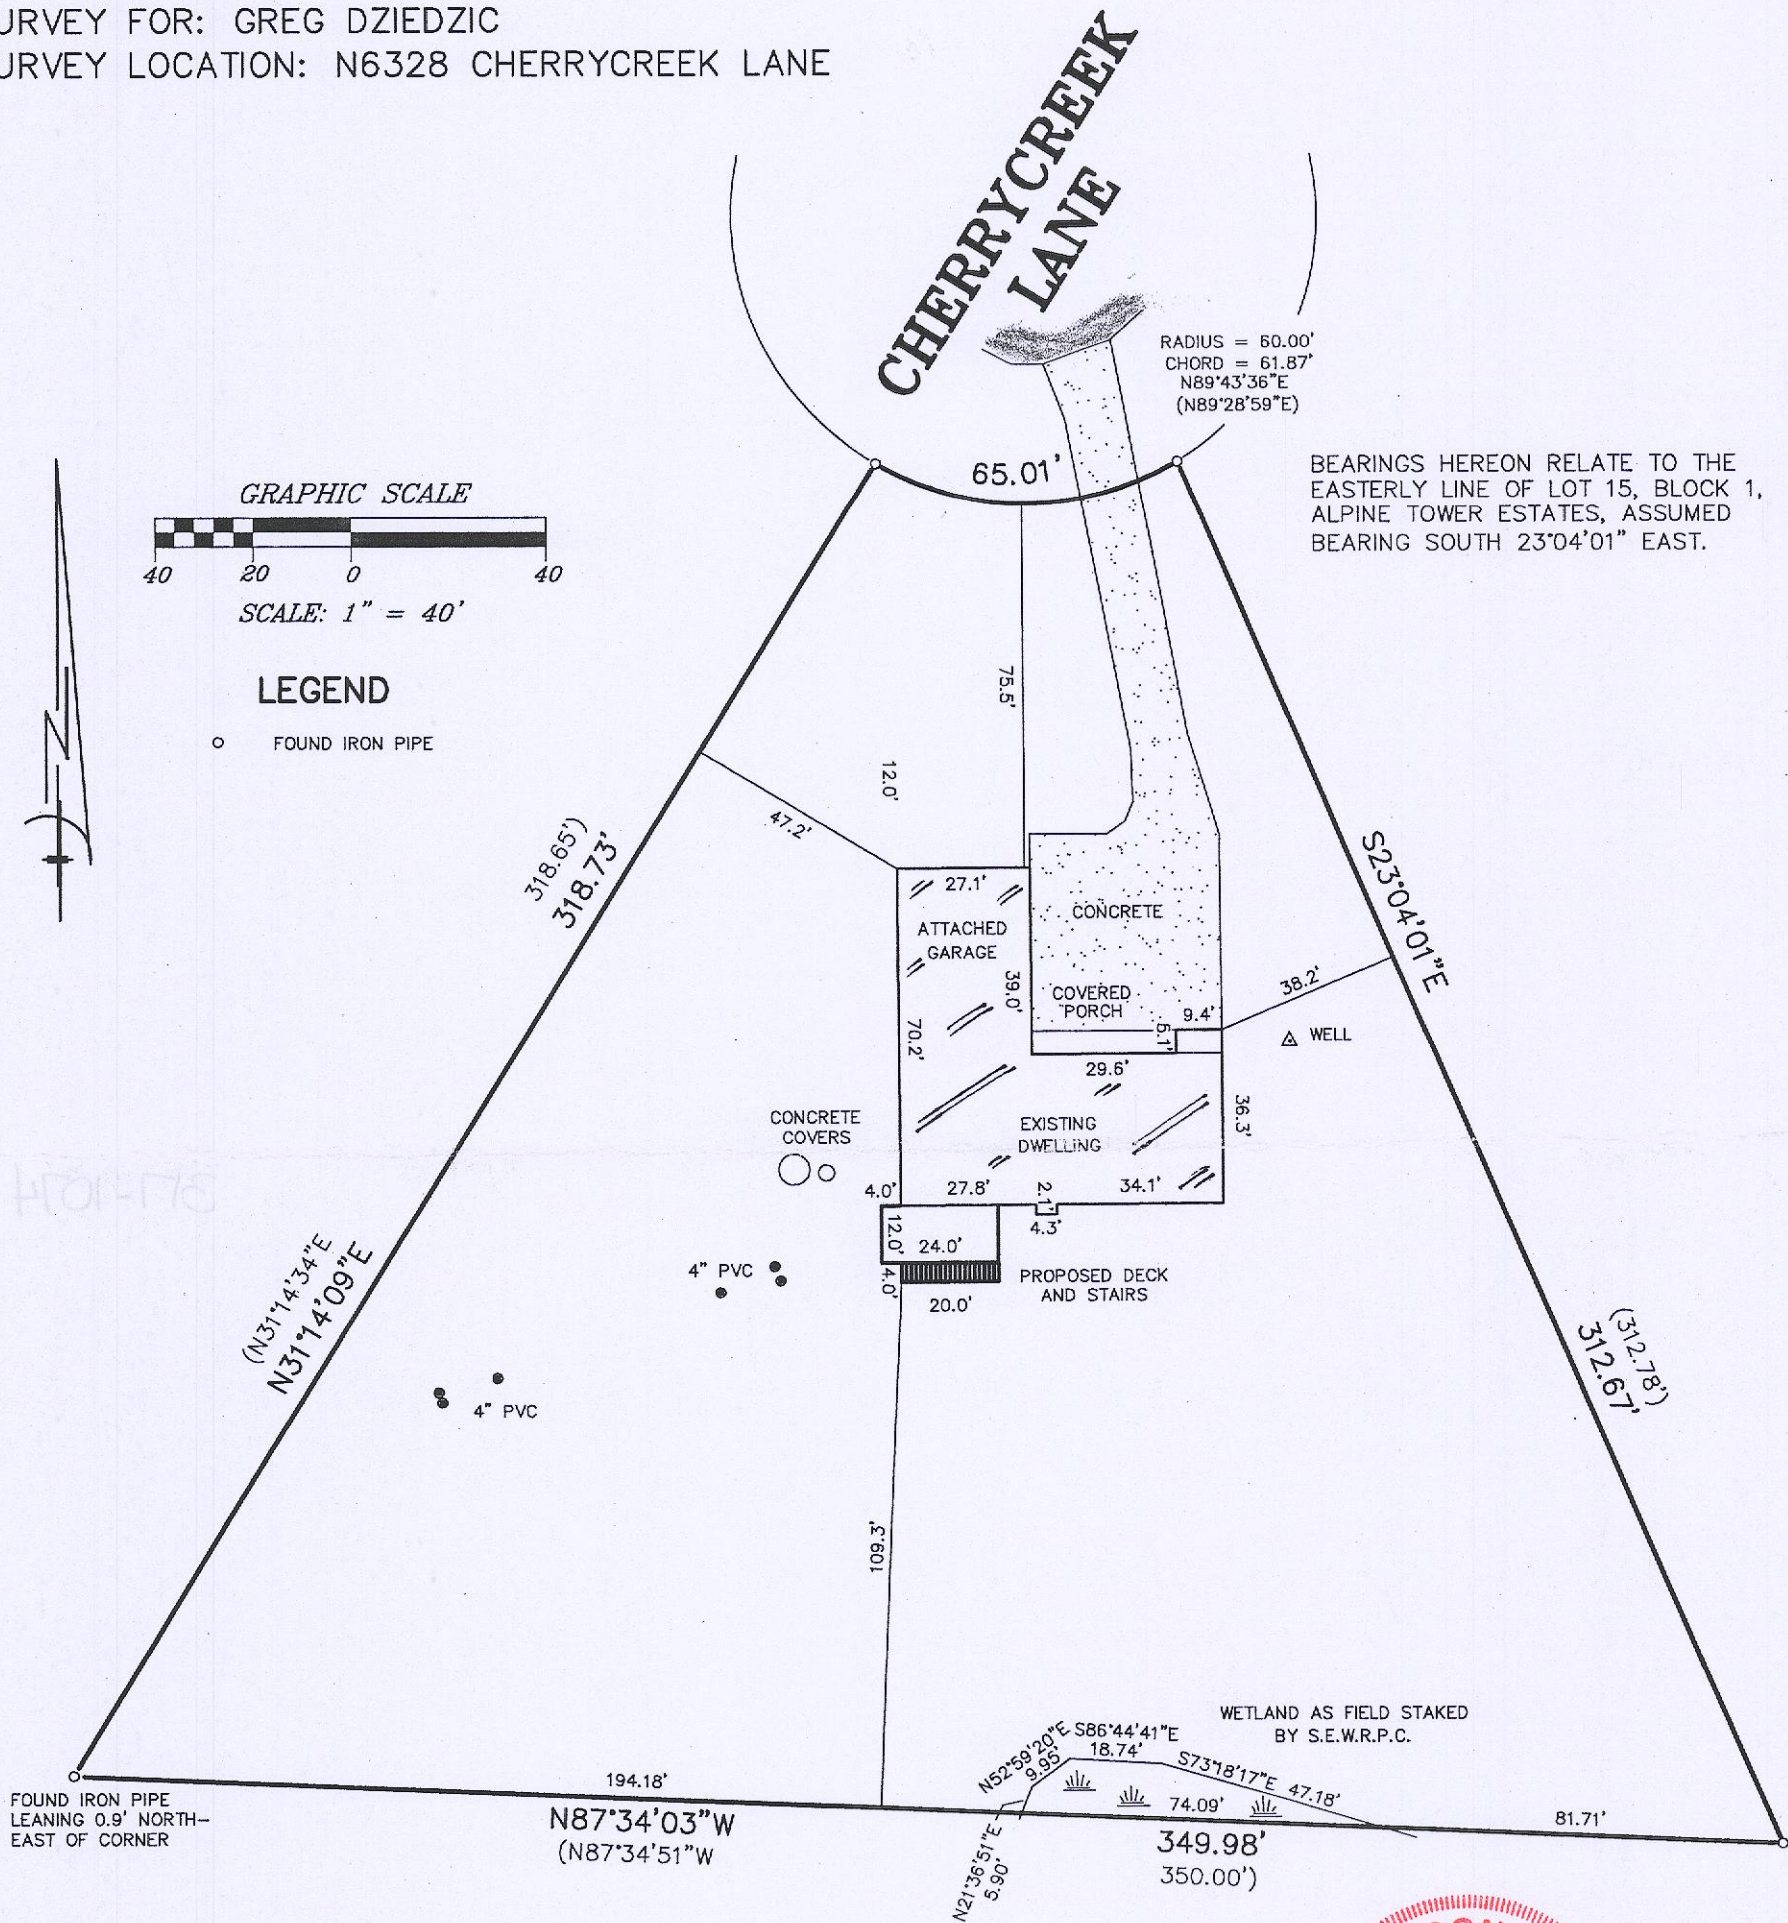 URVEY FOR: GREG DZIEDZIC
URVEY LOCATION: N6328 CHERRYCREEK LANE
CHERRYCREEK
LANE
RADIUS = 60.00'
CHORD = 61.87'
N89°43'36"E
(N89°28'59"E)
65.01'
BEARINGS HEREON RELATE TO THE
EASTERLY LINE OF LOT 15, BLOCK 1,
ALPINE TOWER ESTATES, ASSUMED
BEARING SOUTH 23°04'01" EAST.
GRAPHIC SCALE
40 20 0 40
SCALE: 1" = 40'
LEGEND
FOUND IRON PIPE
75.5'
12.0'
47.2'
318.65')
318.73'
27.1'
ATTACHED
GARAGE
CONCRETE
39.0'
COVERED
PORCH
9.4'
5.1'
70.2'
29.6'
38.2'
WELL
S23°04'01"E
36.3'
EXISTING
DWELLING
CONCRETE
COVERS
4.0'
27.8'
2.1'
34.1'
4.3'
12.0'
24.0'
4.0'
20.0'
PROPOSED DECK
AND STAIRS
4" PVC
4" PVC
(N31°14'34"E
N31°14'09"E
(312.78')
312.67'
109.3'
WETLAND AS FIELD STAKED
BY S.E.W.R.P.C.
N52°59'20"E
9.95'
S86°44'41"E
18.74'
S73°18'17"E 47.18'
74.09'
81.71'
194.18'
N87°34'03"W
(N87°34'51"W
349.98'
350.00')
N21°36'51"E
5.90'
FOUND IRON PIPE
LEANING 0.9' NORTH-
EAST OF CORNER